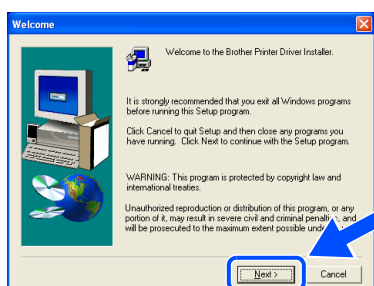 Welcome
Welcome to the Brother Printer Driver Installer.
It is strongly recommended that you exit all Windows programs
before running this Setup program.
Click Cancel to quit Setup and then close any programs you
have running. Click Next to continue with the Setup program.
WARNING: This program is protected by copyright law and
international treaties.
Unauthorized reproduction or distribution of this program, or any
portion of it, may result in severe civil and criminal penalties, and
will be prosecuted to the maximum extent possible under
Next >
Cancel